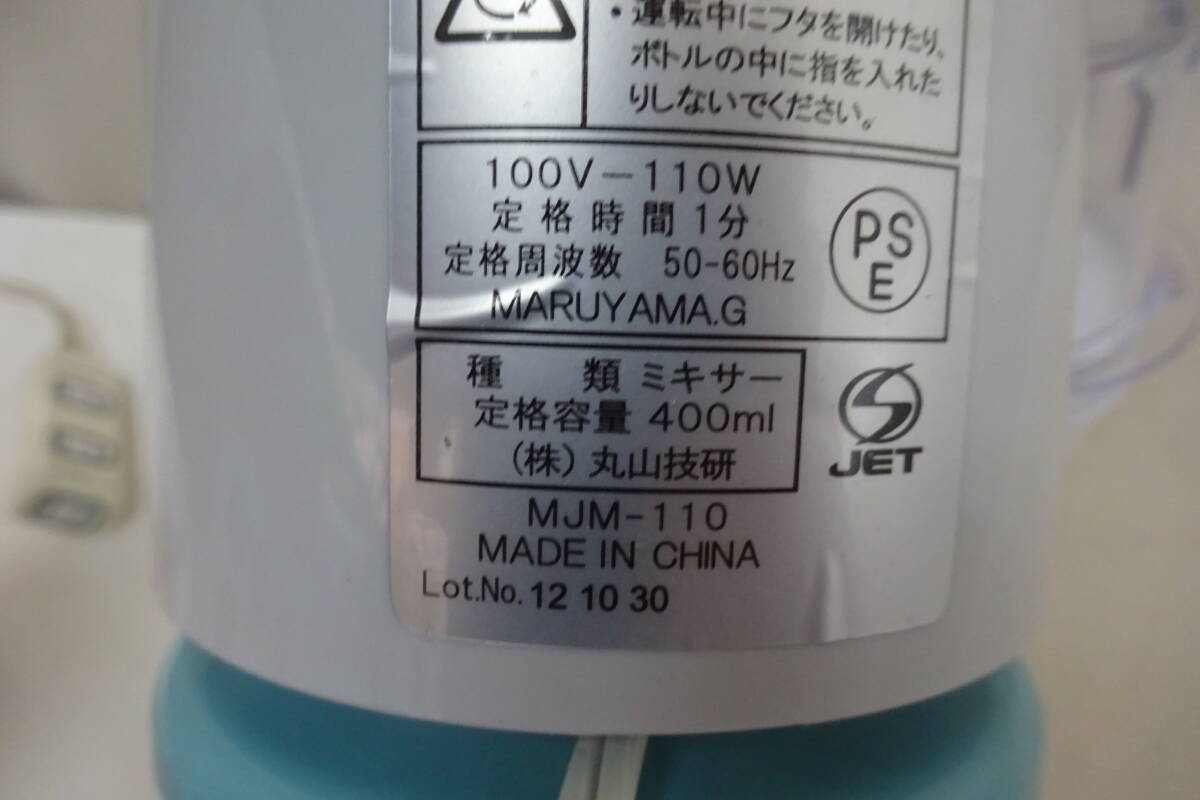 ・運転中にフタを開けたり、
ボトルの中に指を入れた
りしないでください。
100V－110W
定格時間1分
定格周波数 50-60Hz
MARUYAMA.G
PS
E
種 類 ミキサー
定格容量 400ml
(株)丸山技研
JET
MJM-110
MADE IN CHINA
Lot.No. 12 10 30